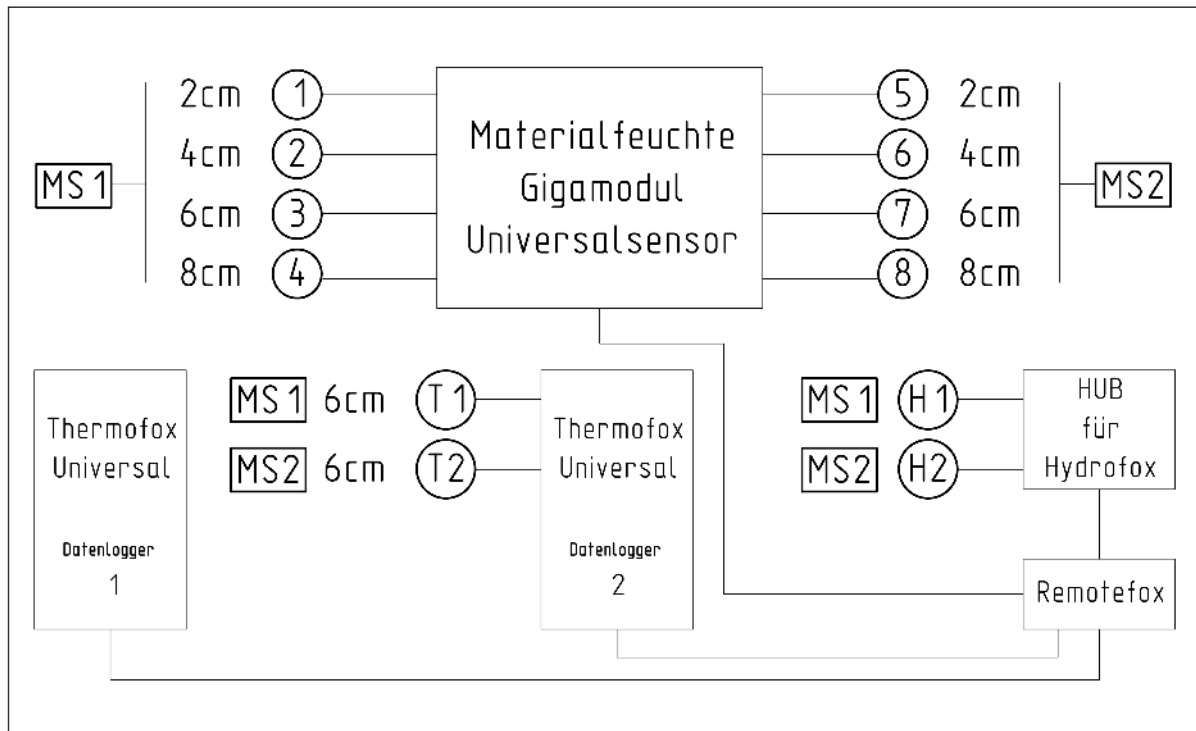 2cm 1
4cm 2
MS1
6cm 3
8cm 4
Materialfeuchte
Gigamodul
Universalsensor
5 2cm
6 4cm
MS2
7 6cm
8 8cm
Thermofox
Universal
Datenlogger
1
MS1 6cm T1
MS2 6cm T2
Thermofox
Universal
Datenlogger
2
MS1 H1
MS2 H2
HUB
für
Hydrofox
Remotefox